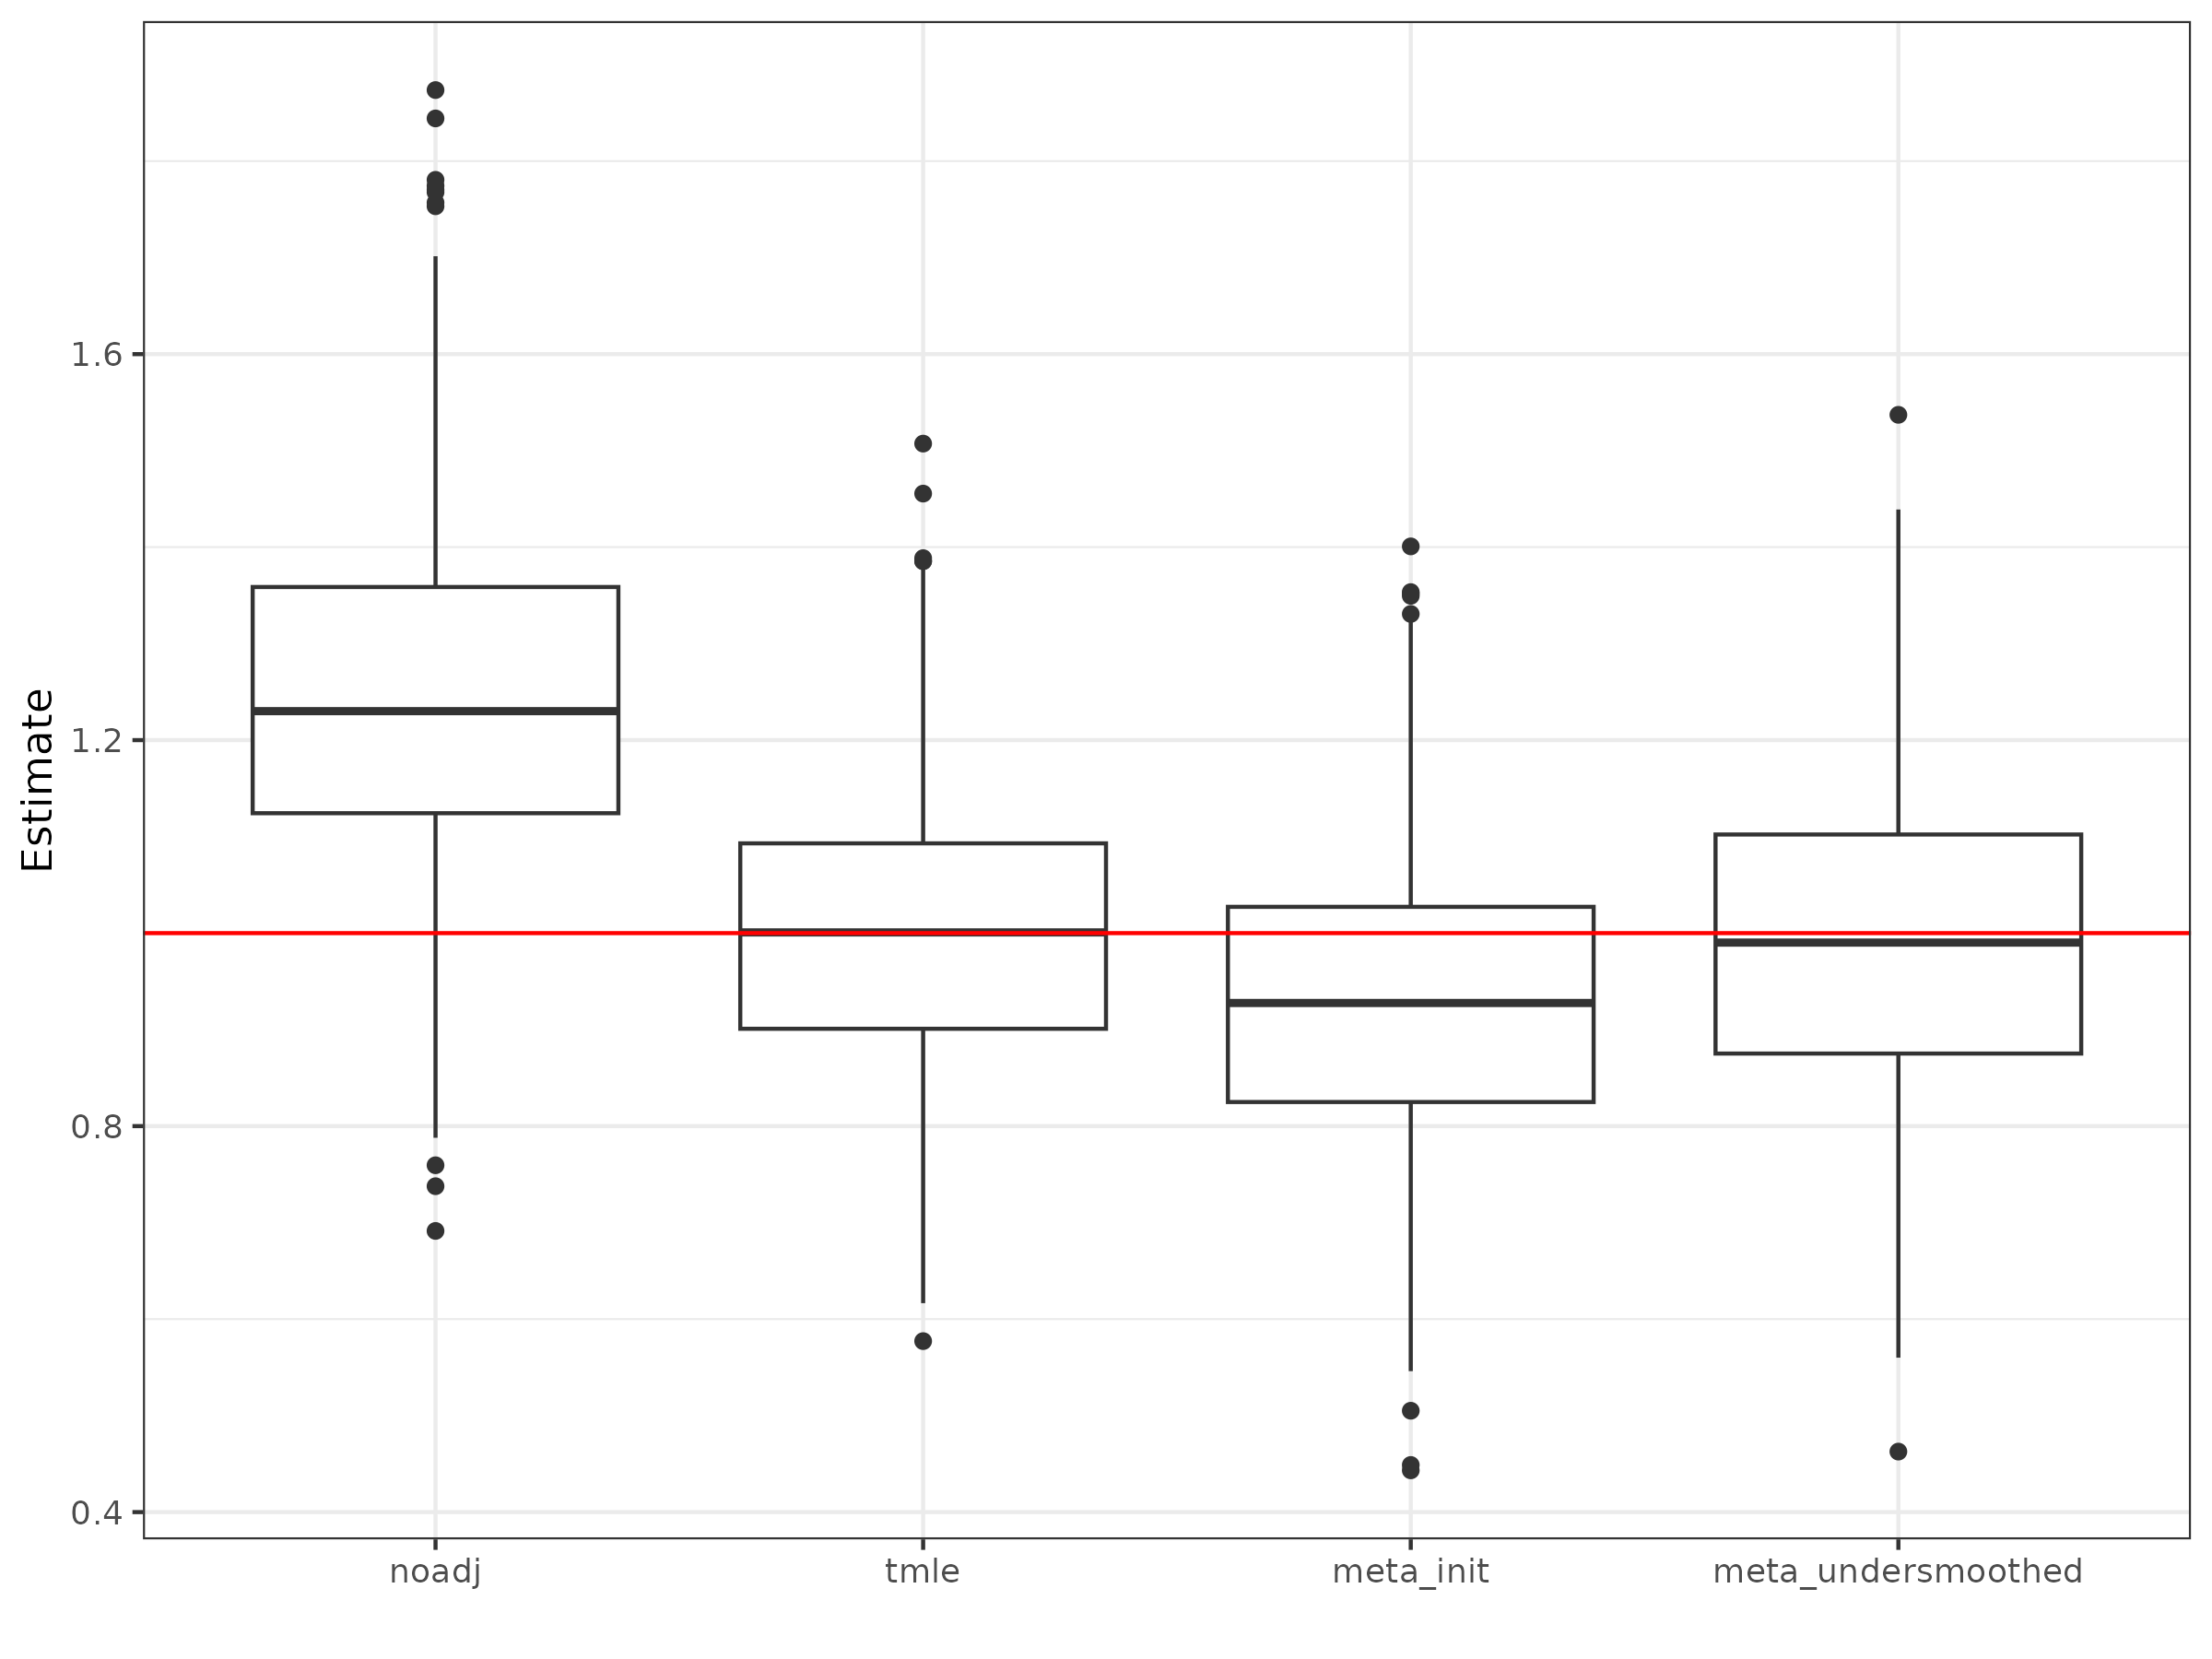 Estimate
1.6
1.2
0.8
0.4
noadj
tmle
meta_init
meta_undersmoothed